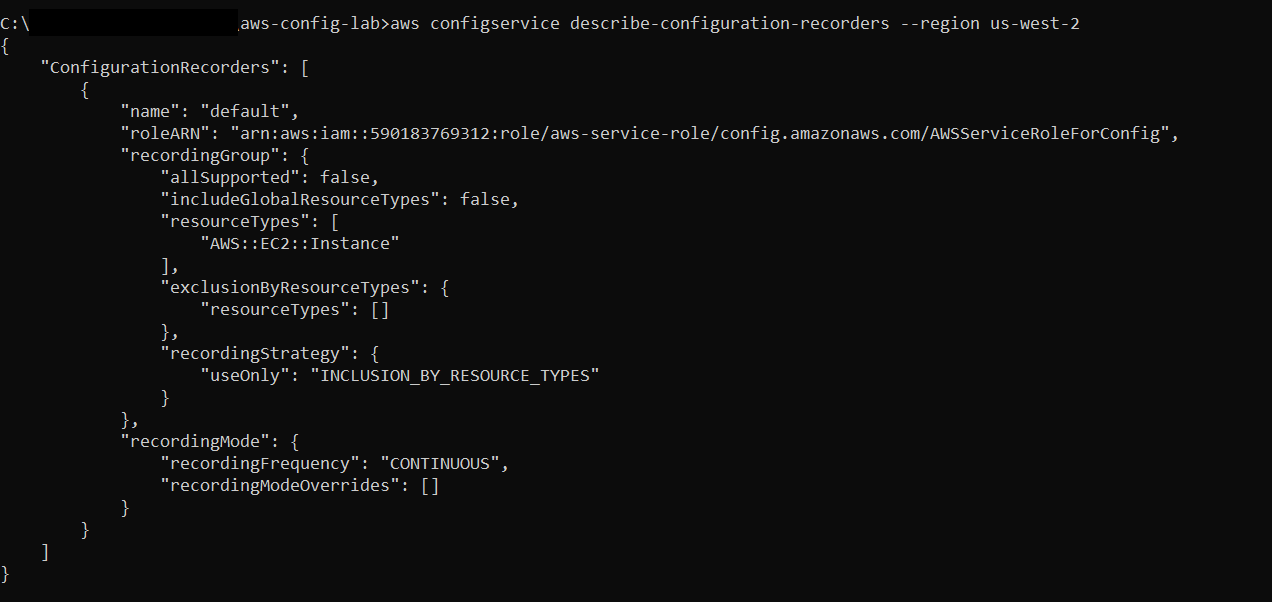 C:\ aws-config-lab>aws configservice describe-configuration-recorders --region us-west-2
{
    "ConfigurationRecorders": [
        {
            "name": "default",
            "roleARN": "arn:aws:iam::590183769312:role/aws-service-role/config.amazonaws.com/AWSServiceRoleForConfig",
            "recordingGroup": {
                "allSupported": false,
                "includeGlobalResourceTypes": false,
                "resourceTypes": [
                    "AWS::EC2::Instance"
                ],
                "exclusionByResourceTypes": {
                    "resourceTypes": []
                },
                "recordingStrategy": {
                    "useOnly": "INCLUSION_BY_RESOURCE_TYPES"
                }
            },
            "recordingMode": {
                "recordingFrequency": "CONTINUOUS",
                "recordingModeOverrides": []
            }
        }
    ]
}